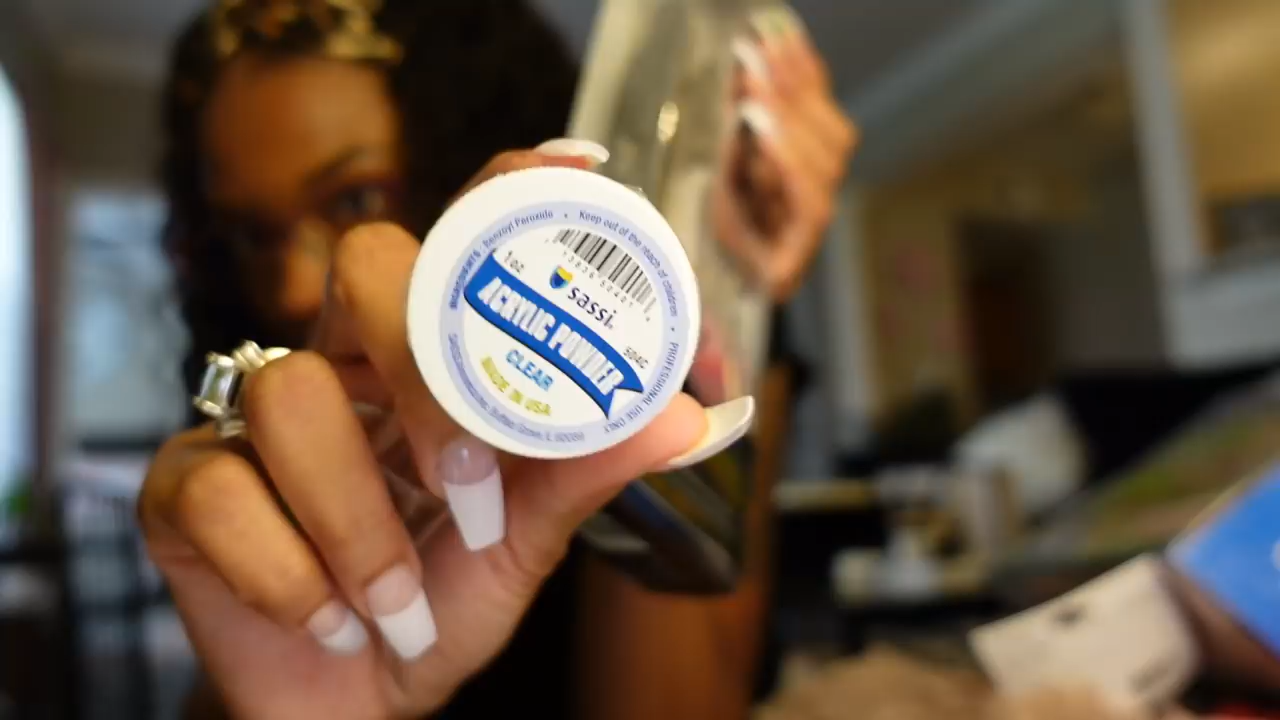 Benzoyl Peroxide • Keep out of the reach of children • PROFESSIONAL USE ONLY
1 oz
sassi
ACRYLIC POWDER
504C
CLEAR
MADE IN USA